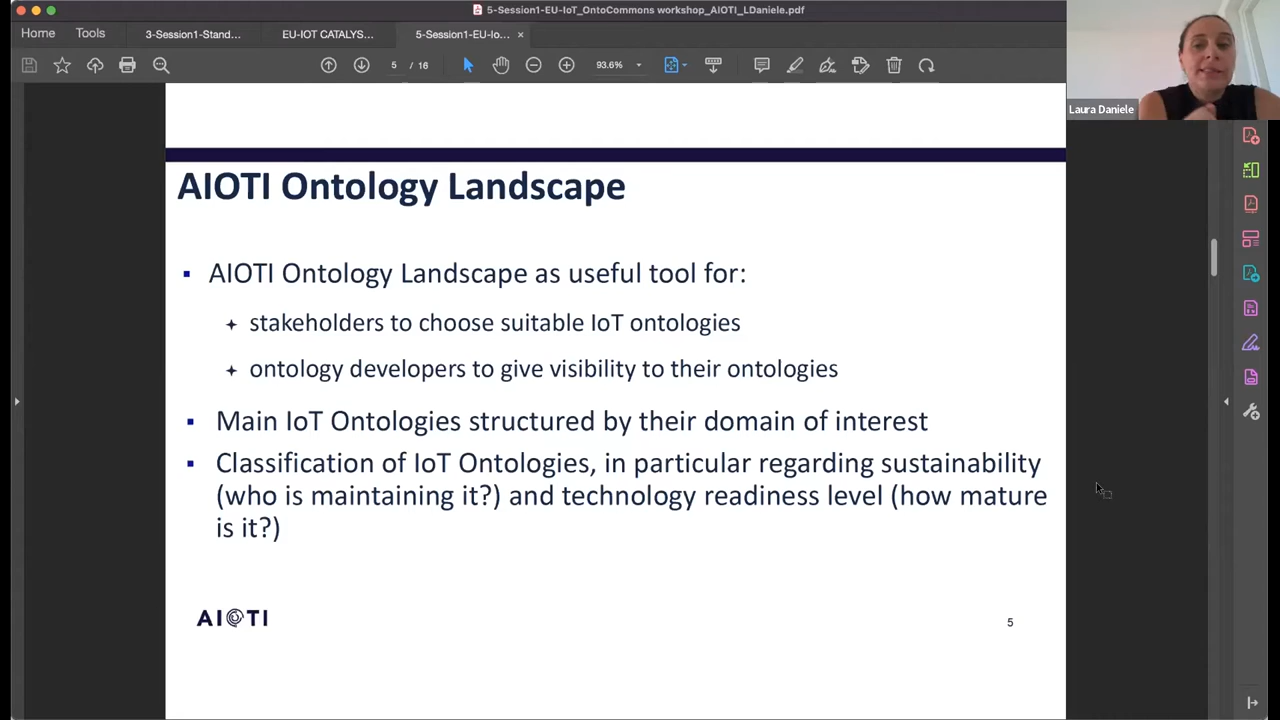 5-Session1-EU-IoT_OntoCommons workshop_AIOTI_LDaniele.pdf
Home Tools 3-Session1-Stand... EU-IOT CATALYS... 5-Session1-EU-Io... ×
5 / 16 93.6%
Laura Daniele
AIOTI Ontology Landscape
▪ AIOTI Ontology Landscape as useful tool for:
stakeholders to choose suitable IoT ontologies
ontology developers to give visibility to their ontologies
▪ Main IoT Ontologies structured by their domain of interest
▪ Classification of IoT Ontologies, in particular regarding sustainability
(who is maintaining it?) and technology readiness level (how mature
is it?)
AIOTI
5